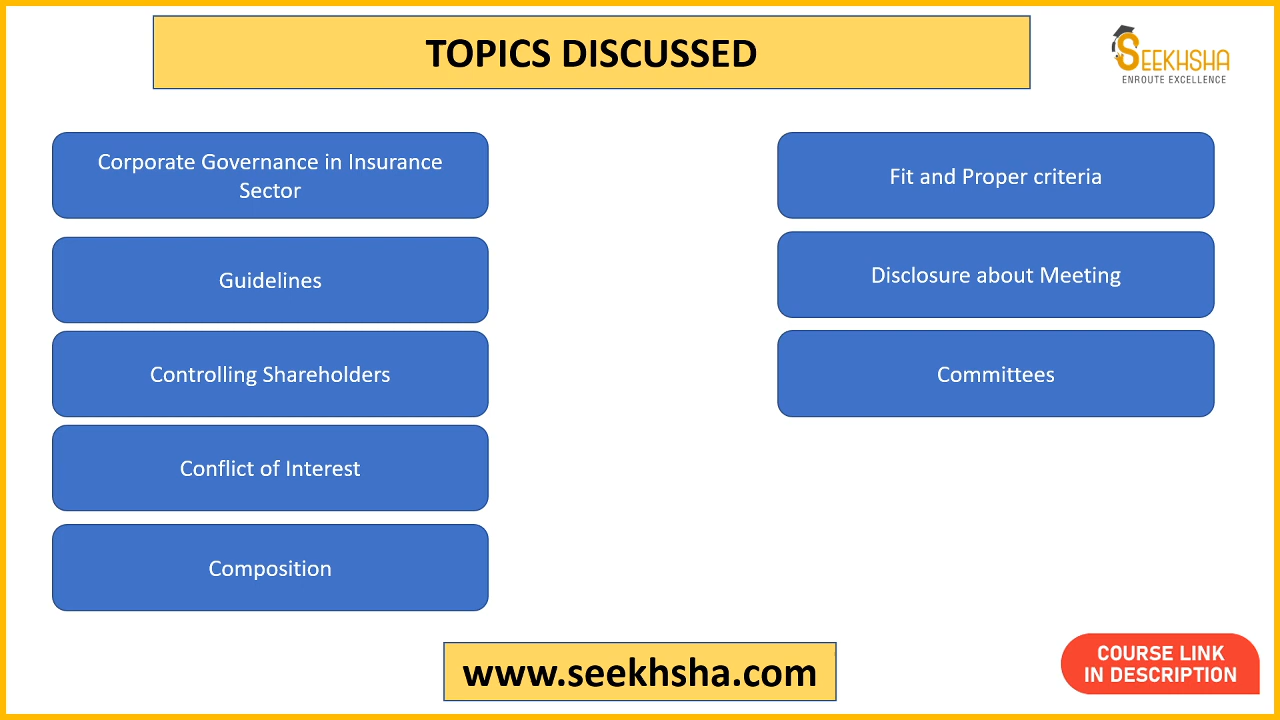 TOPICS DISCUSSED
SEEKHSHA
ENROUTE EXCELLENCE
Corporate Governance in Insurance
Sector
Guidelines
Controlling Shareholders
Conflict of Interest
Composition
Fit and Proper criteria
Disclosure about Meeting
Committees
www.seekhsha.com
COURSE LINK
IN DESCRIPTION